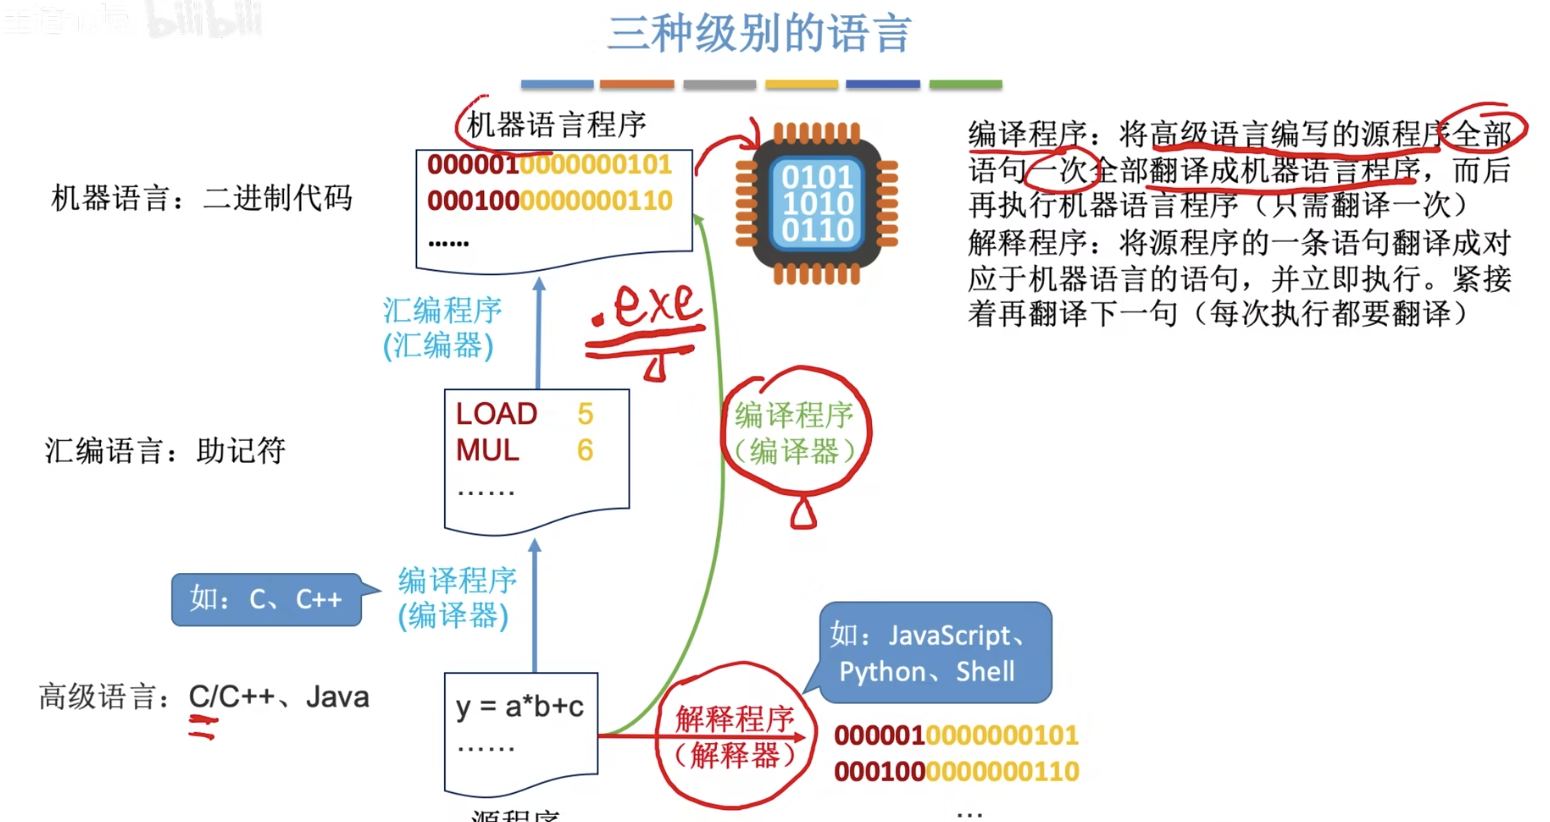 bilibili
三种级别的语言
机器语言程序
机器语言：二进制代码
0000010000000101
0001000000000110
......
0101
1010
0110
编译程序：将高级语言编写的源程序全部
语句一次全部翻译成机器语言程序，而后
再执行机器语言程序（只需翻译一次）
解释程序：将源程序的一条语句翻译成对
应于机器语言的语句，并立即执行。紧接
着再翻译下一句（每次执行都要翻译）
汇编程序
(汇编器)
.exe
汇编语言：助记符
LOAD 5
MUL 6
......
编译程序
（编译器）
如：C、C++
编译程序
(编译器)
如：JavaScript、
Python、Shell
高级语言：C/C++、Java
y = a*b+c
......
解释程序
（解释器）
0000010000000101
0001000000000110
...
源程序